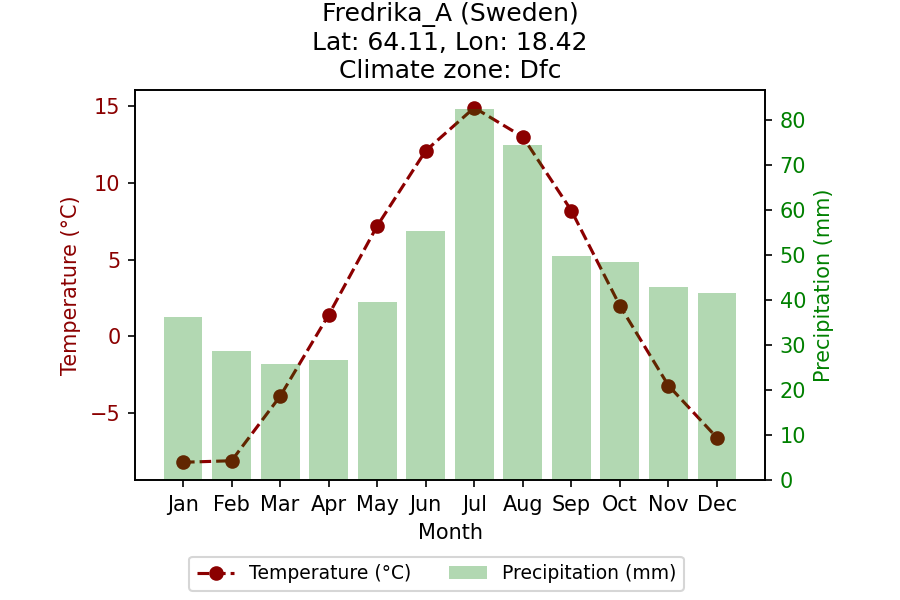 Fredrika_A (Sweden)
Lat: 64.11, Lon: 18.42
Climate zone: Dfc
Temperature (°C)
15
10
5
0
−5
Precipitation (mm)
80
70
60
50
40
30
20
10
0
Jan Feb Mar Apr May Jun Jul Aug Sep Oct Nov Dec
Month
Temperature (°C) Precipitation (mm)